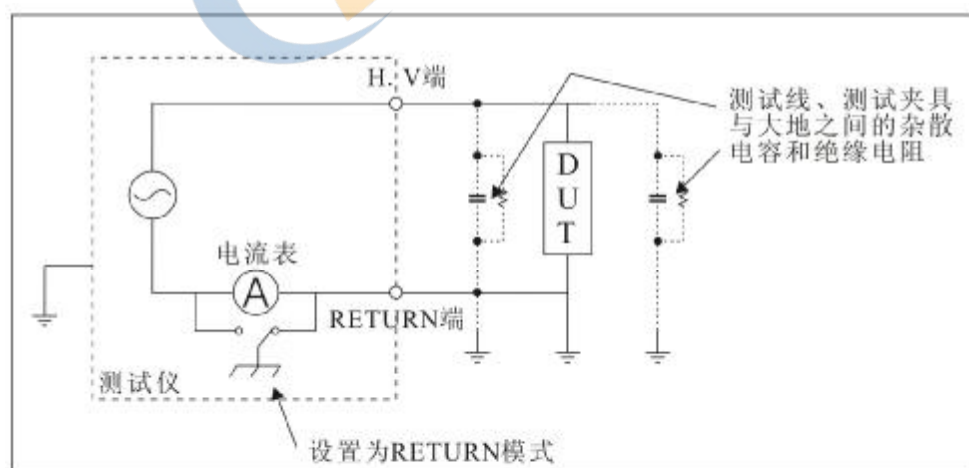 H. V端
测试线、测试夹具
与大地之间的杂散
电容和绝缘电阻
D
U
T
电流表
A
RETURN端
测试仪
设置为RETURN模式